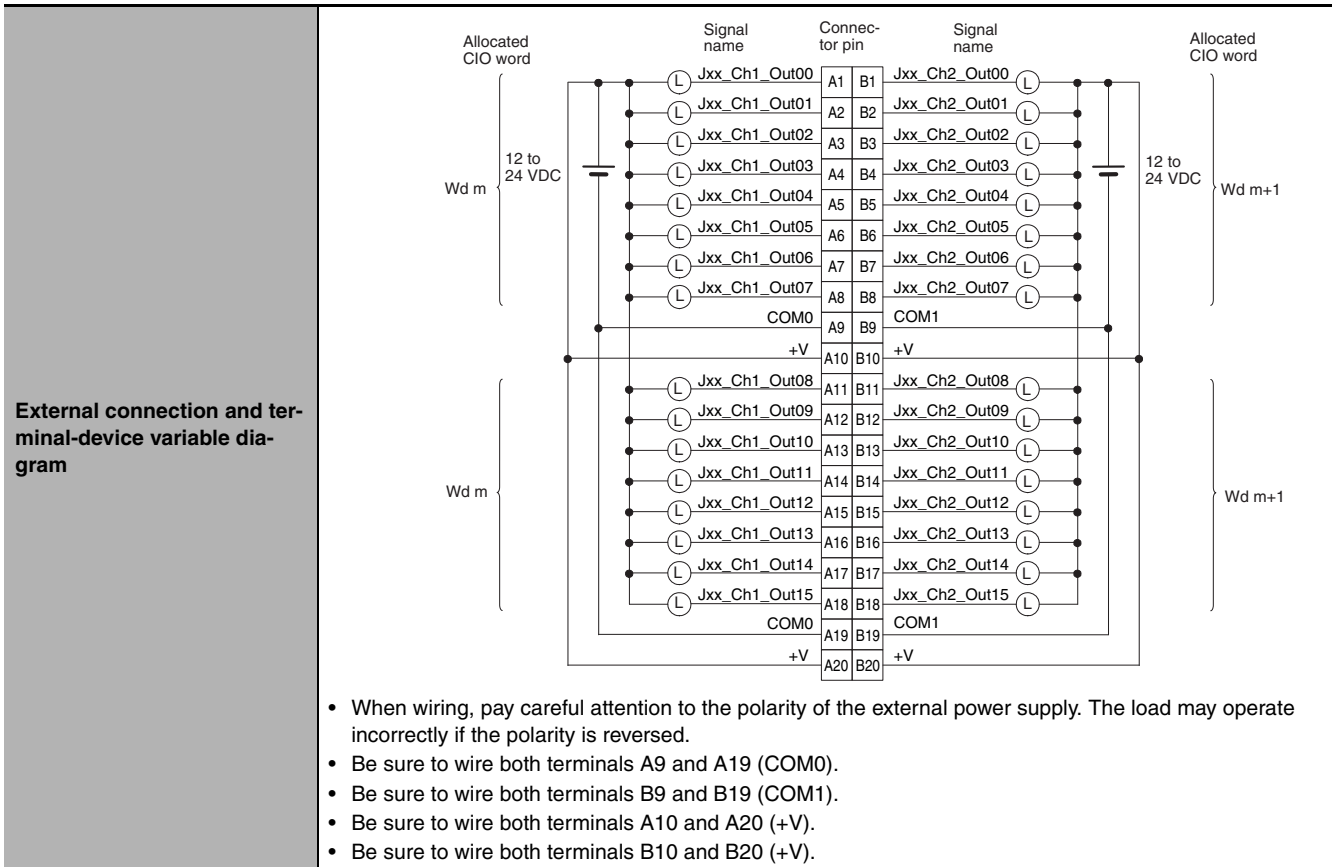 Allocated CIO word Signal name Connec-tor pin Signal name Allocated CIO word
L Jxx_Ch1_Out00 A1 B1 Jxx_Ch2_Out00 L
L Jxx_Ch1_Out01 A2 B2 Jxx_Ch2_Out01 L
L Jxx_Ch1_Out02 A3 B3 Jxx_Ch2_Out02 L
12 to 24 VDC L Jxx_Ch1_Out03 A4 B4 Jxx_Ch2_Out03 L 12 to 24 VDC
Wd m L Jxx_Ch1_Out04 A5 B5 Jxx_Ch2_Out04 L Wd m+1
L Jxx_Ch1_Out05 A6 B6 Jxx_Ch2_Out05 L
L Jxx_Ch1_Out06 A7 B7 Jxx_Ch2_Out06 L
L Jxx_Ch1_Out07 A8 B8 Jxx_Ch2_Out07 L
COM0 A9 B9 COM1
+V A10 B10 +V
L Jxx_Ch1_Out08 A11 B11 Jxx_Ch2_Out08 L
L Jxx_Ch1_Out09 A12 B12 Jxx_Ch2_Out09 L
L Jxx_Ch1_Out10 A13 B13 Jxx_Ch2_Out10 L
L Jxx_Ch1_Out11 A14 B14 Jxx_Ch2_Out11 L
Wd m L Jxx_Ch1_Out12 A15 B15 Jxx_Ch2_Out12 L Wd m+1
L Jxx_Ch1_Out13 A16 B16 Jxx_Ch2_Out13 L
L Jxx_Ch1_Out14 A17 B17 Jxx_Ch2_Out14 L
L Jxx_Ch1_Out15 A18 B18 Jxx_Ch2_Out15 L
COM0 A19 B19 COM1
+V A20 B20 +V
External connection and ter-
minal-device variable dia-
gram
• When wiring, pay careful attention to the polarity of the external power supply. The load may operate
incorrectly if the polarity is reversed.
• Be sure to wire both terminals A9 and A19 (COM0).
• Be sure to wire both terminals B9 and B19 (COM1).
• Be sure to wire both terminals A10 and A20 (+V).
• Be sure to wire both terminals B10 and B20 (+V).